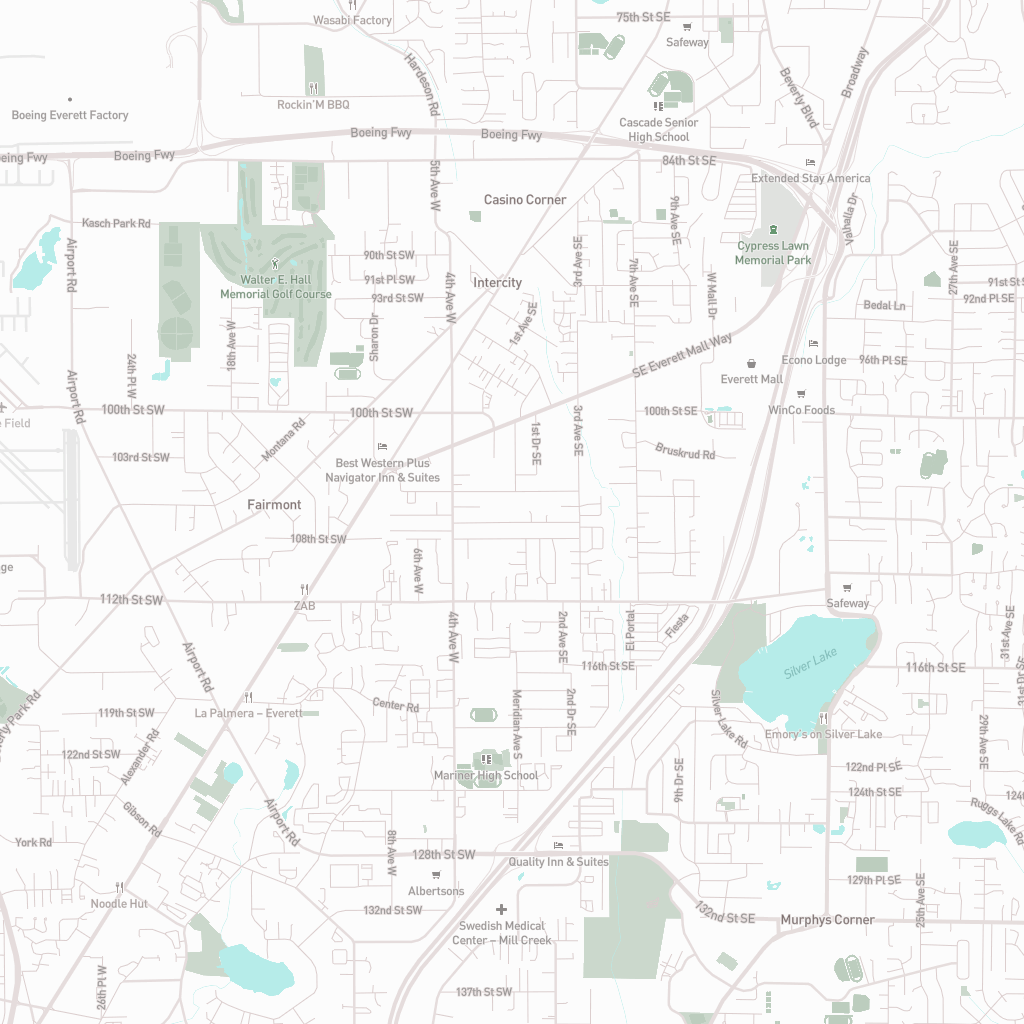 Wasabi Factory
75th St SE
Safeway
Hardeson Rd
Beverly Blvd
Broadway
Rockin'M BBQ
Boeing Everett Factory
Cascade Senior
High School
Boeing Fwy
Boeing Fwy
Boeing Fwy
Boeing Fwy
84th St SE
Extended Stay America
5th Ave W
Casino Corner
9th Ave SE
Valhalla Dr
Kasch Park Rd
Airport Rd
90th St SW
4th Ave W
3rd Ave SE
7th Ave SE
Cypress Lawn
Memorial Park
27th Ave SE
Walter E. Hall
Memorial Golf Course
91st Pl SW
93rd St SW
Intercity
W Mall Dr
91st St S
92nd Pl SE
Bedal Ln
1st Ave SE
18th Ave W
Sharon Dr
SE Everett Mall Way
Econo Lodge
96th Pl SE
Everett Mall
24th Pl W
Airport Rd
100th St SW
100th St SW
3rd Ave SE
100th St SE
WinCo Foods
e Field
Montana Rd
1st Dr SE
Bruskrud Rd
103rd St SW
Best Western Plus
Navigator Inn & Suites
Fairmont
108th St SW
6th Ave W
ge
112th St SW
ZAB
Safeway
4th Ave W
2nd Ave SE
El Portal
Fiesta
31st Ave SE
Airport Rd
116th St SE
Silver Lake
116th St SE
31st Dr SE
erly Park Rd
119th St SW
La Palmera – Everett
Center Rd
Meridian Ave S
2nd Dr SE
Silver Lake Rd
Emory's on Silver Lake
29th Ave SE
122nd St SW
Alexander Rd
Mariner High School
9th Dr SE
122nd Pl SE
124th St SE
124
Gibson Rd
Airport Rd
Ruggs Lake Rd
York Rd
8th Ave W
128th St SW
Quality Inn & Suites
Noodle Hut
Albertsons
129th Pl SE
25th Ave SE
132nd St SW
Swedish Medical
Center – Mill Creek
132nd St SE
Murphys Corner
26th Pl W
137th St SW